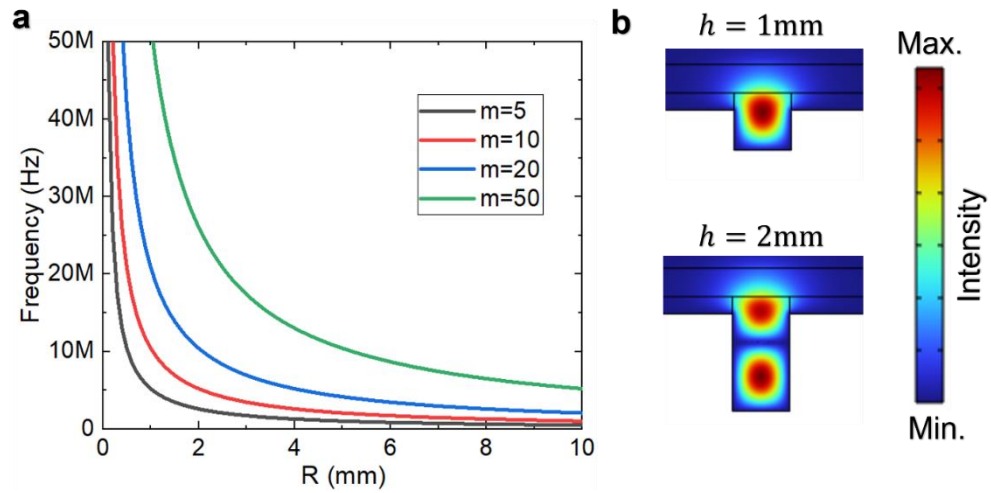 a
50M
40M
30M
20M
10M
0
Frequency (Hz)
0 2 4 6 8 10
R (mm)
m=5
m=10
m=20
m=50
b
h = 1mm
h = 2mm
Max.
Intensity
Min.